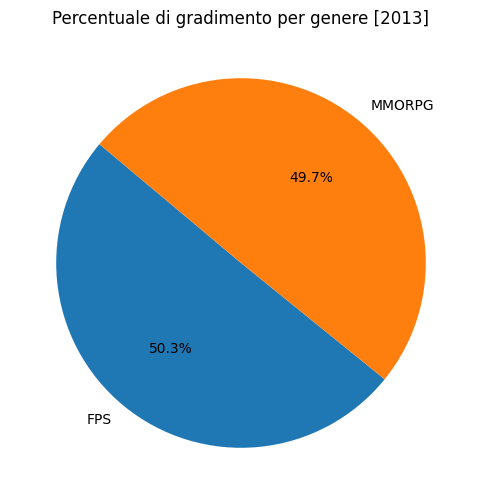 Percentuale di gradimento per genere [2013]
MMORPG
49.7%
50.3%
FPS